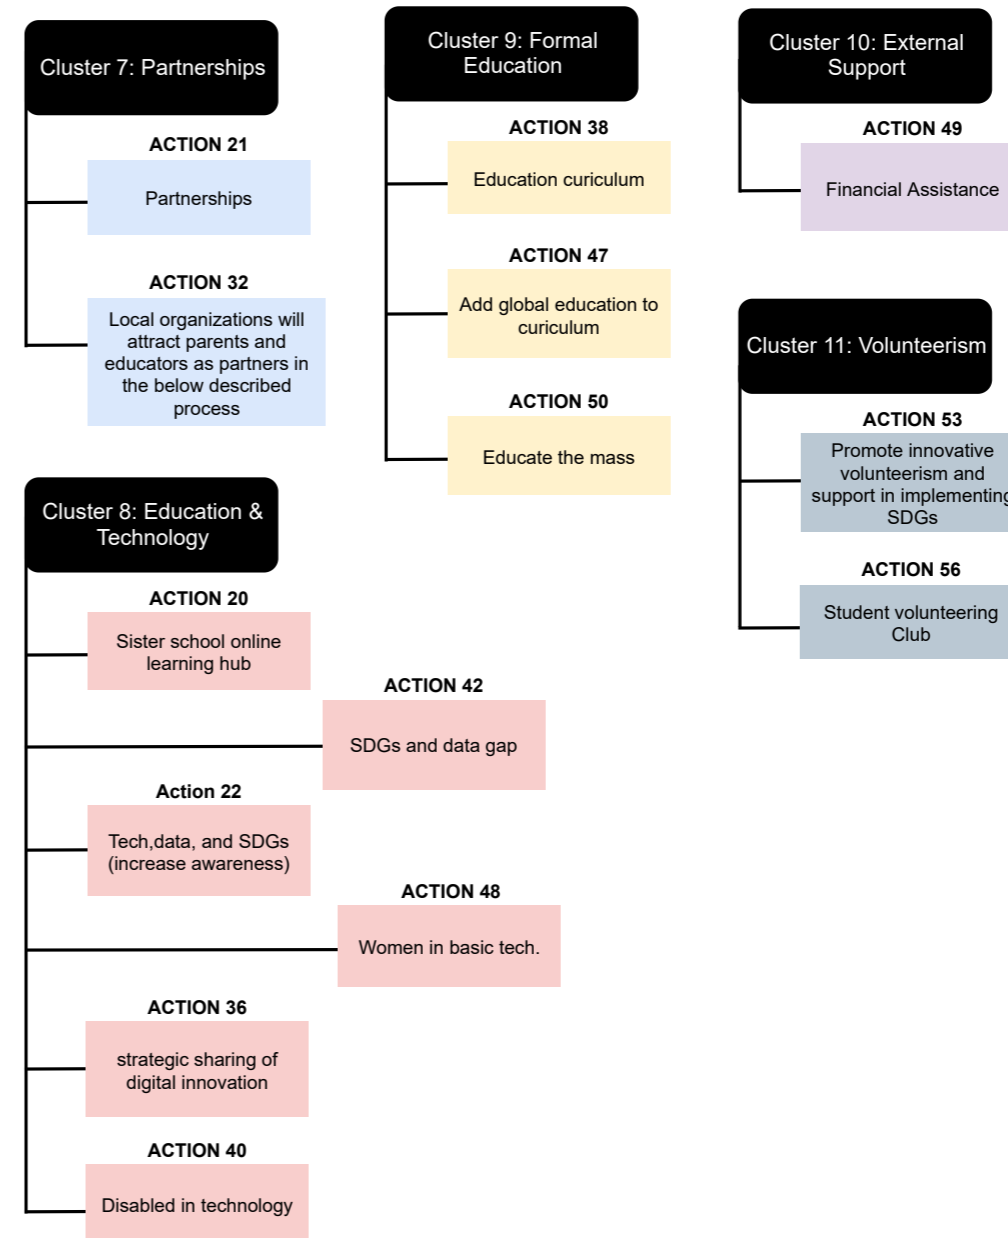 Cluster 7: Partnerships
ACTION 21
Partnerships
ACTION 32
Local organizations will
attract parents and
educators as partners in
the below described
process
Cluster 8: Education &
Technology
ACTION 20
Sister school online
learning hub
ACTION 42
SDGs and data gap
Action 22
Tech,data, and SDGs
(increase awareness)
ACTION 48
Women in basic tech.
ACTION 36
strategic sharing of
digital innovation
ACTION 40
Disabled in technology
Cluster 9: Formal
Education
ACTION 38
Education curiculum
ACTION 47
Add global education to
curiculum
ACTION 50
Educate the mass
Cluster 10: External
Support
ACTION 49
Financial Assistance
Cluster 11: Volunteerism
ACTION 53
Promote innovative
volunteerism and
support in implementing
SDGs
ACTION 56
Student volunteering
Club